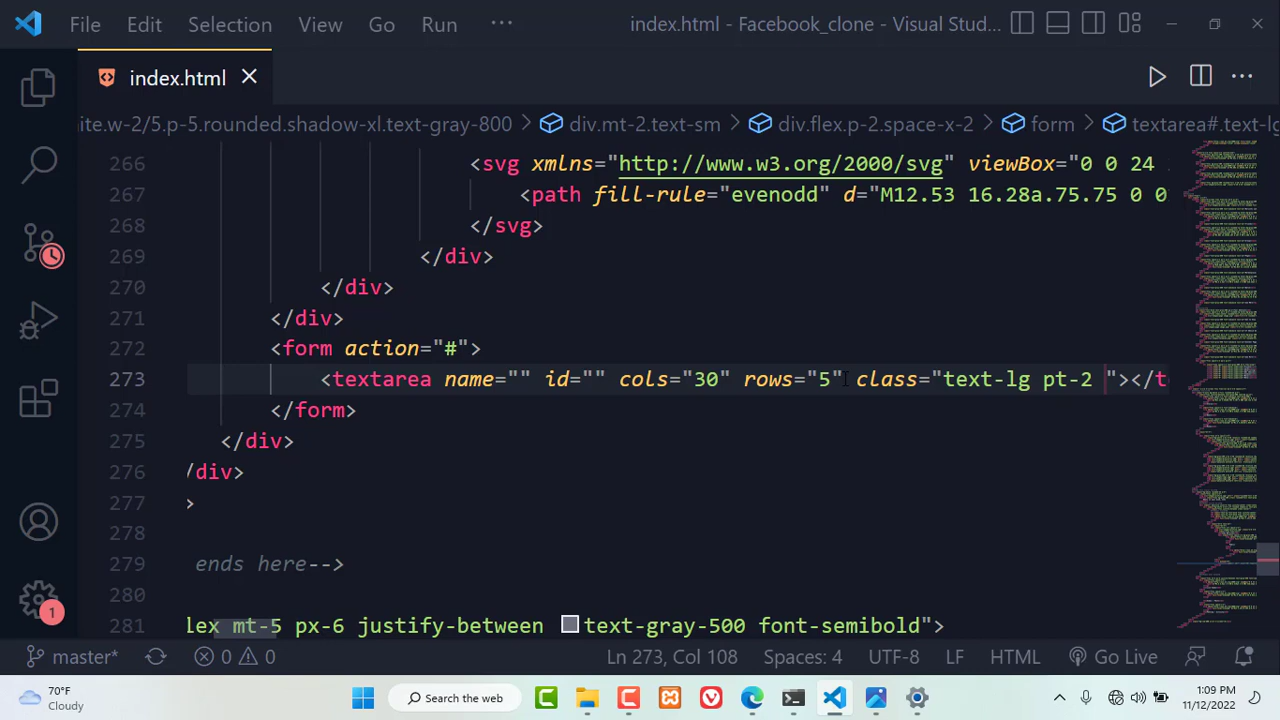 File Edit Selection View Go Run ··· index.html - Facebook_clone - Visual Stud...
index.html
ite.w-2/5.p-5.rounded.shadow-xl.text-gray-800 > div.mt-2.text-sm > div.flex.p-2.space-x-2 > form > textarea#.text-lg
266 <svg xmlns="http://www.w3.org/2000/svg" viewBox="0 0 24
267 <path fill-rule="evenodd" d="M12.53 16.28a.75.75 0 0
268 </svg>
269 </div>
270 </div>
271 </div>
272 <form action="#">
273 <textarea name="" id="" cols="30" rows="5" class="text-lg pt-2 "></t
274 </form>
275 </div>
276 /div>
277 >
278
279 ends here-->
280
281 lex mt-5 px-6 justify-between text-gray-500 font-semibold">
1
master* 0 0 Ln 273, Col 108 Spaces: 4 UTF-8 LF HTML Go Live
70°F
Cloudy
Search the web
1:09 PM
11/12/2022